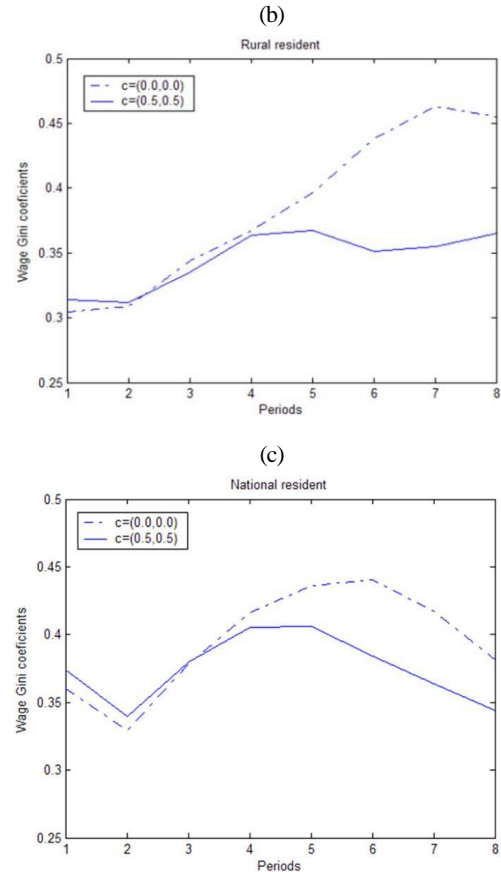 (b)
Rural resident
0.5
c=(0.0,0.0)
c=(0.5,0.5)
0.45
0.4
0.35
0.3
0.25
Wage Gini coeficients
1 2 3 4 5 6 7 8
Periods
(c)
National resident
0.5
c=(0.0,0.0)
c=(0.5,0.5)
0.45
0.4
0.35
0.3
0.25
Wage Gini coeficients
1 2 3 4 5 6 7 8
Periods